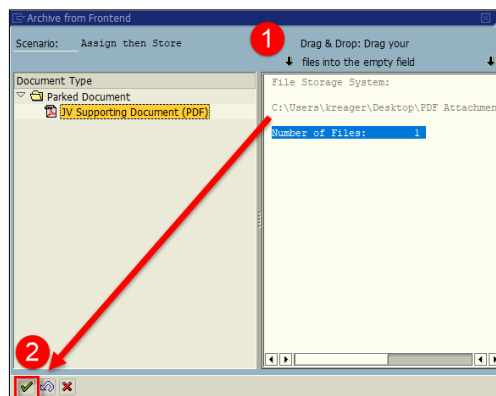 Archive from Frontend
Scenario: Assign then Store
1
Drag & Drop: Drag your
files into the empty field
Document Type
Parked Document
JV Supporting Document (PDF)
File Storage System:
C:\Users\kreager\Desktop\PDF Attachmen
Number of Files: 1
2